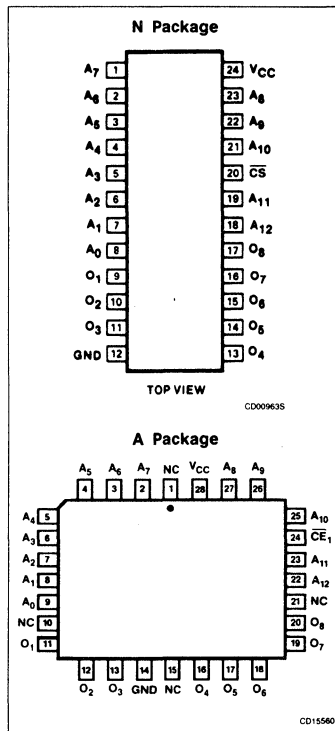 N Package
A7 1 24 VCC
A6 2 23 A8
A5 3 22 A9
A4 4 21 A10
A3 5 20 C̅S̅
A2 6 19 A11
A1 7 18 A12
A0 8 17 O8
O1 9 16 O7
O2 10 15 O6
O3 11 14 O5
GND 12 13 O4
TOP VIEW
CD00963S
A Package
A5 A6 A7 NC VCC A8 A9
4 3 2 1 28 27 26
A4 5 25 A10
A3 6 24 C̅E̅1
A2 7 23 A11
A1 8 22 A12
A0 9 21 NC
NC 10 20 O8
O1 11 19 O7
12 13 14 15 16 17 18
O2 O3 GND NC O4 O5 O6
CD15560